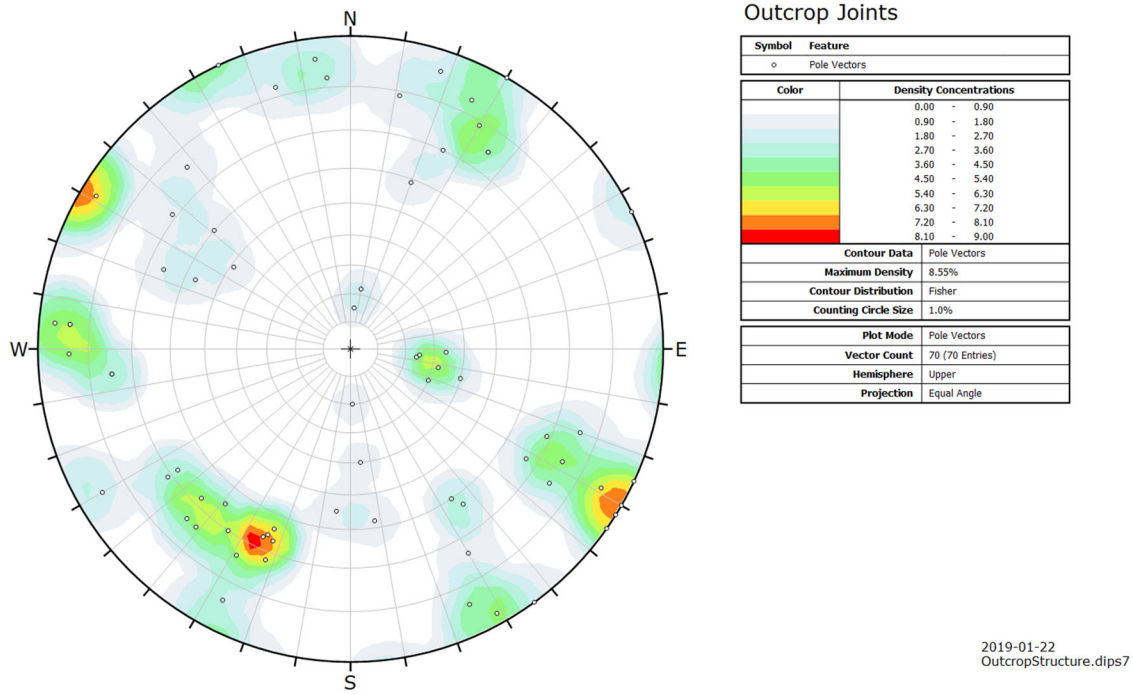 N
W
E
S
Outcrop Joints
Symbol Feature
Pole Vectors
Color Density Concentrations
0.00 - 0.90
0.90 - 1.80
1.80 - 2.70
2.70 - 3.60
3.60 - 4.50
4.50 - 5.40
5.40 - 6.30
6.30 - 7.20
7.20 - 8.10
8.10 - 9.00
Contour Data Pole Vectors
Maximum Density 8.55%
Contour Distribution Fisher
Counting Circle Size 1.0%
Plot Mode Pole Vectors
Vector Count 70 (70 Entries)
Hemisphere Upper
Projection Equal Angle
2019-01-22
OutcropStructure.dips7